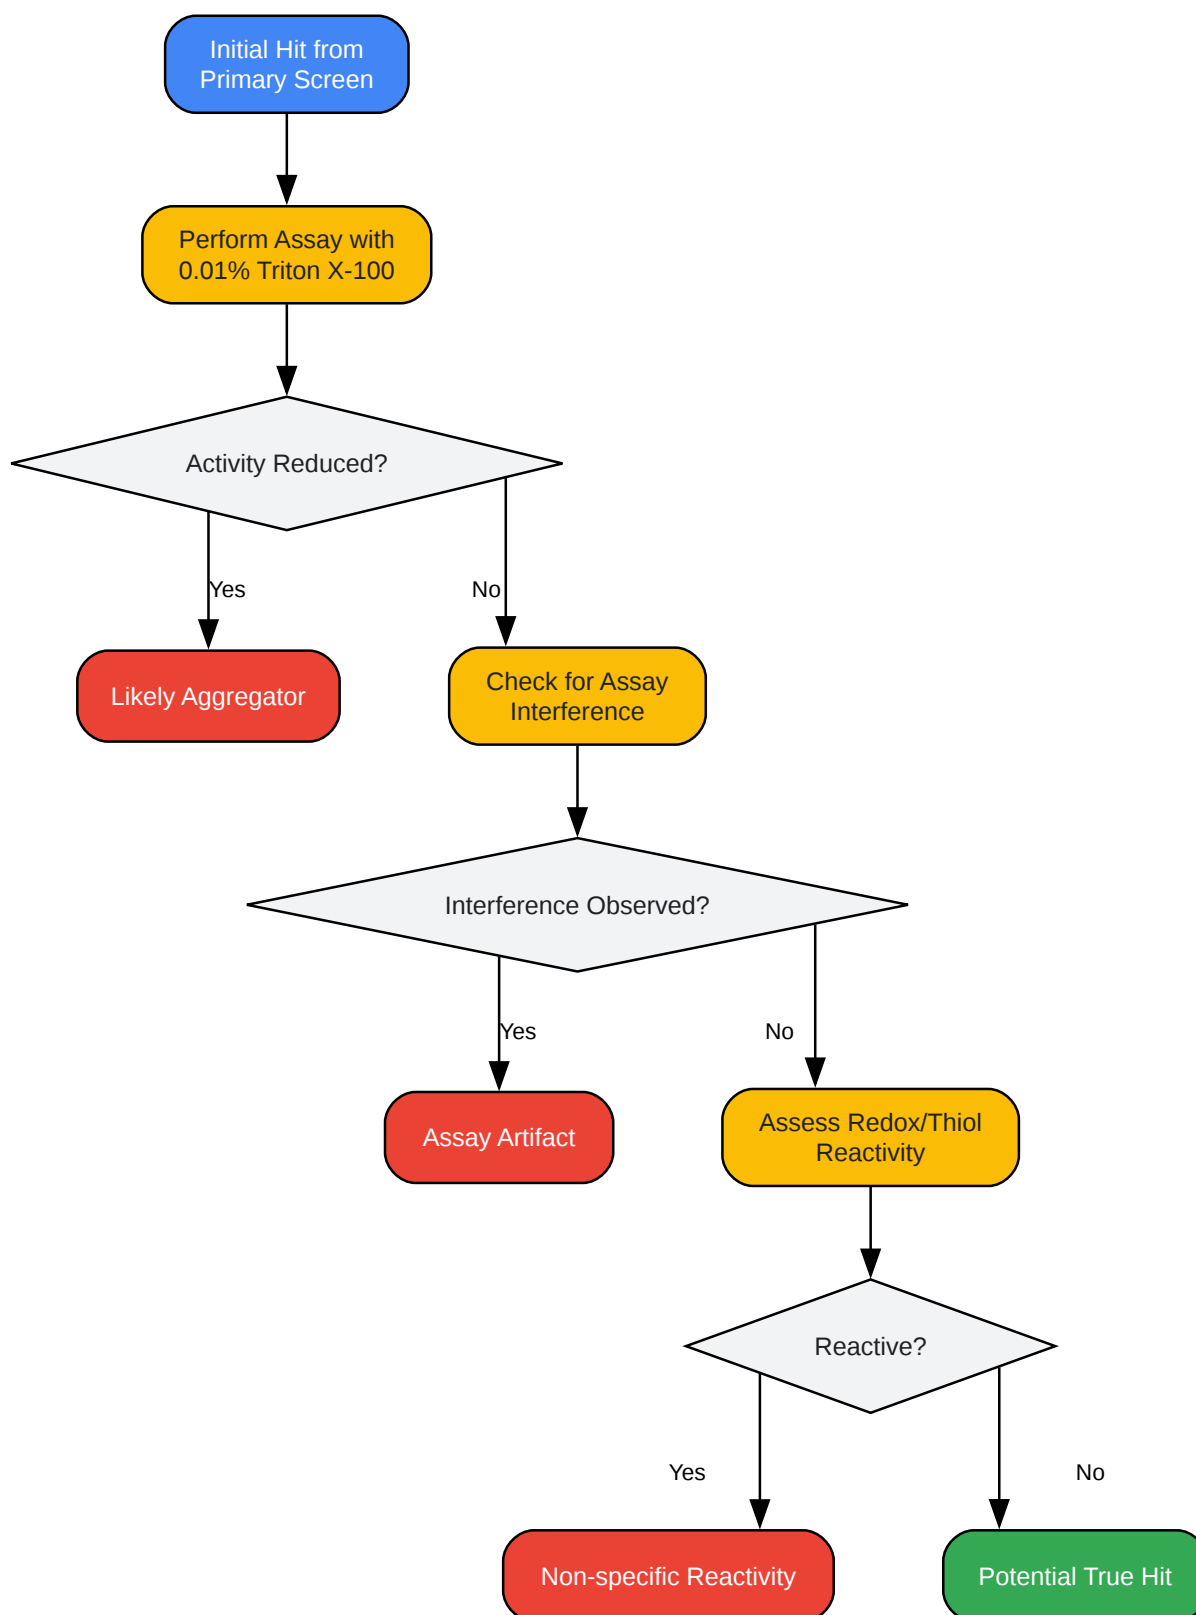 Initial Hit from
Primary Screen
Perform Assay with
0.01% Triton X-100
Activity Reduced?
Yes
No
Likely Aggregator
Check for Assay
Interference
Interference Observed?
Yes
No
Assay Artifact
Assess Redox/Thiol
Reactivity
Reactive?
Yes
No
Non-specific Reactivity
Potential True Hit